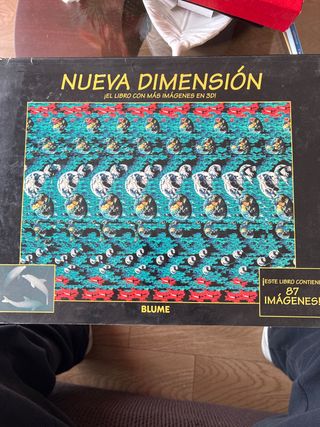 NUEVA DIMENSIÓN
¡EL LIBRO CON MÁS IMÁGENES EN 3D!
¡ESTE LIBRO CONTIENE
87
IMÁGENES!
BLUME